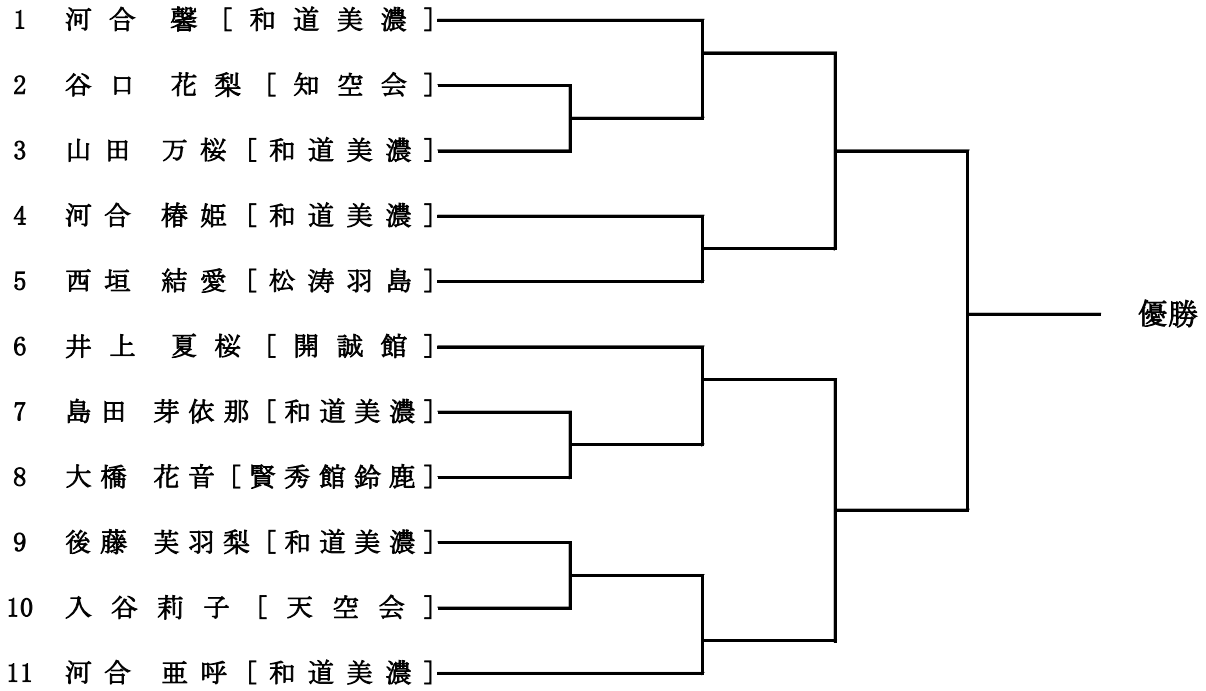 1 河合 馨 [和道美濃]
2 谷口 花梨 [知空会]
3 山田 万桜 [和道美濃]
4 河合 椿姫 [和道美濃]
5 西垣 結愛 [松涛羽島]
優勝
6 井上 夏桜 [開誠館]
7 島田 芽依那 [和道美濃]
8 大橋 花音 [賢秀館鈴鹿]
9 後藤 芙羽梨 [和道美濃]
10 入谷莉子 [天空会]
11 河合 亜呼 [和道美濃]